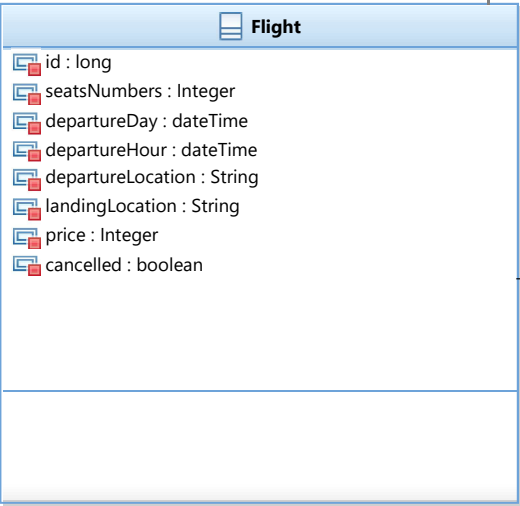 Flight
id : long
seatsNumbers : Integer
departureDay : dateTime
departureHour : dateTime
departureLocation : String
landingLocation : String
price : Integer
cancelled : boolean